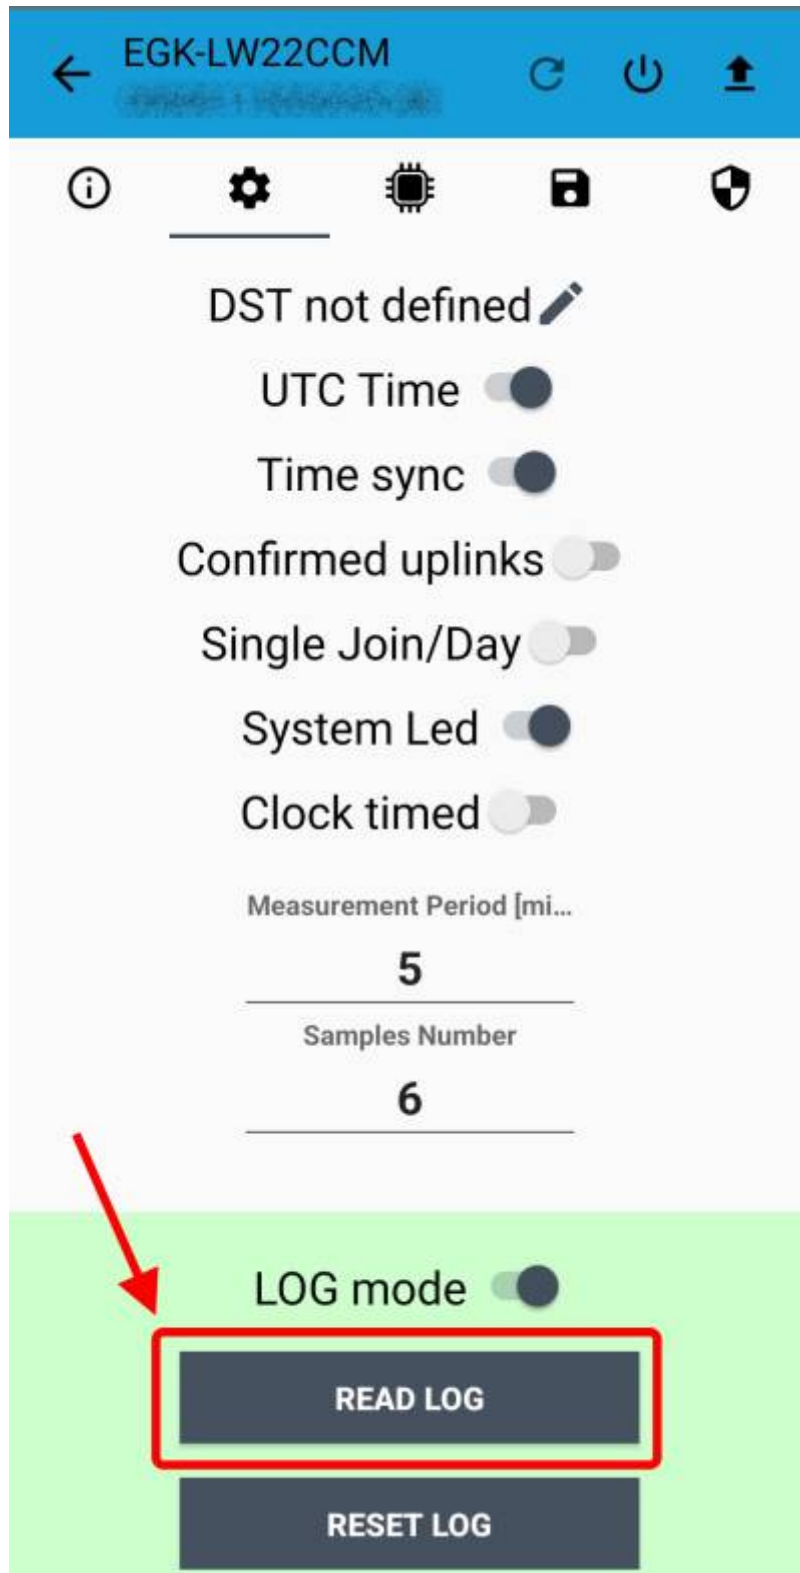 EGK-LW22CCM
DST not defined
UTC Time
Time sync
Confirmed uplinks
Single Join/Day
System Led
Clock timed
Measurement Period [mi...
5
Samples Number
6
LOG mode
READ LOG
RESET LOG